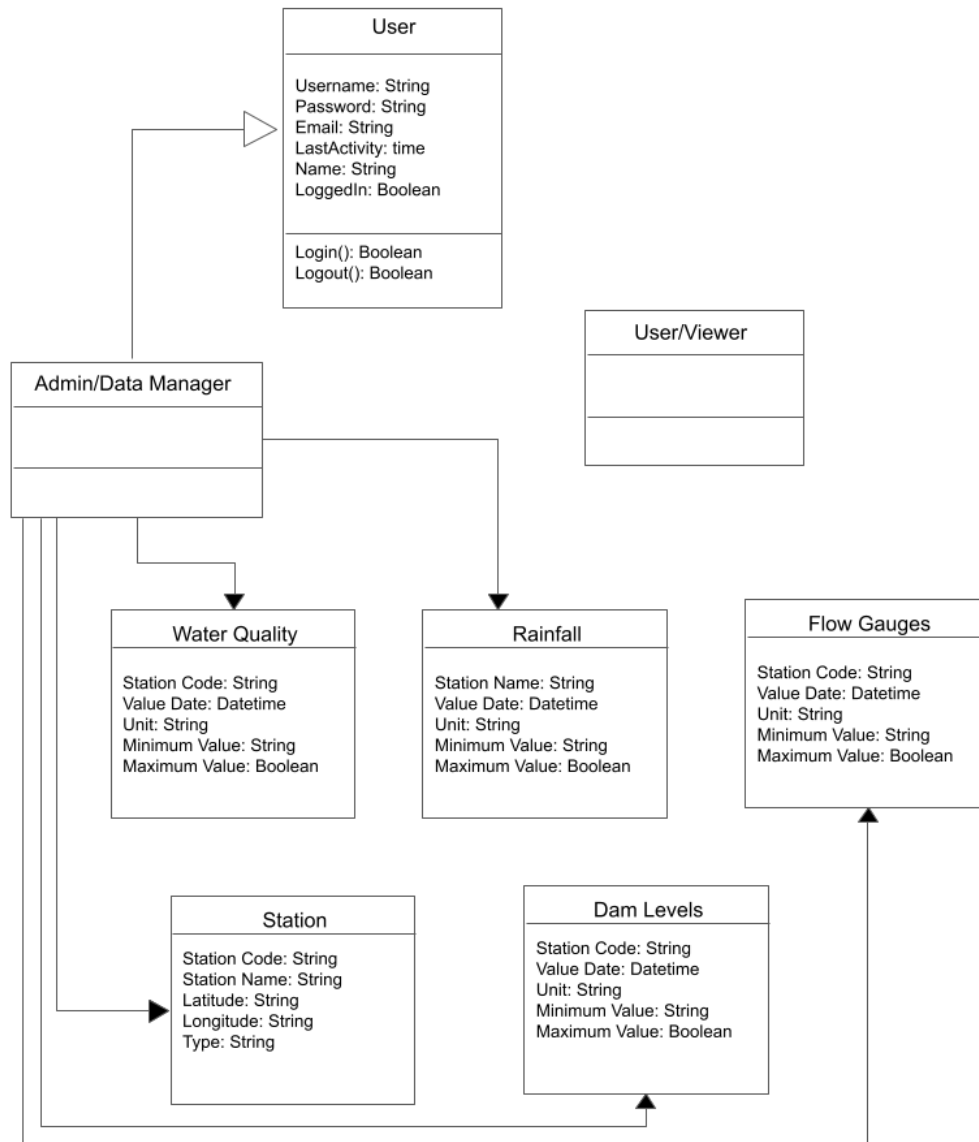 User
Username: String
Password: String
Email: String
LastActivity: time
Name: String
LoggedIn: Boolean
Login(): Boolean
Logout(): Boolean
User/Viewer
Admin/Data Manager
Water Quality
Station Code: String
Value Date: Datetime
Unit: String
Minimum Value: String
Maximum Value: Boolean
Rainfall
Station Name: String
Value Date: Datetime
Unit: String
Minimum Value: String
Maximum Value: Boolean
Flow Gauges
Station Code: String
Value Date: Datetime
Unit: String
Minimum Value: String
Maximum Value: Boolean
Station
Station Code: String
Station Name: String
Latitude: String
Longitude: String
Type: String
Dam Levels
Station Code: String
Value Date: Datetime
Unit: String
Minimum Value: String
Maximum Value: Boolean